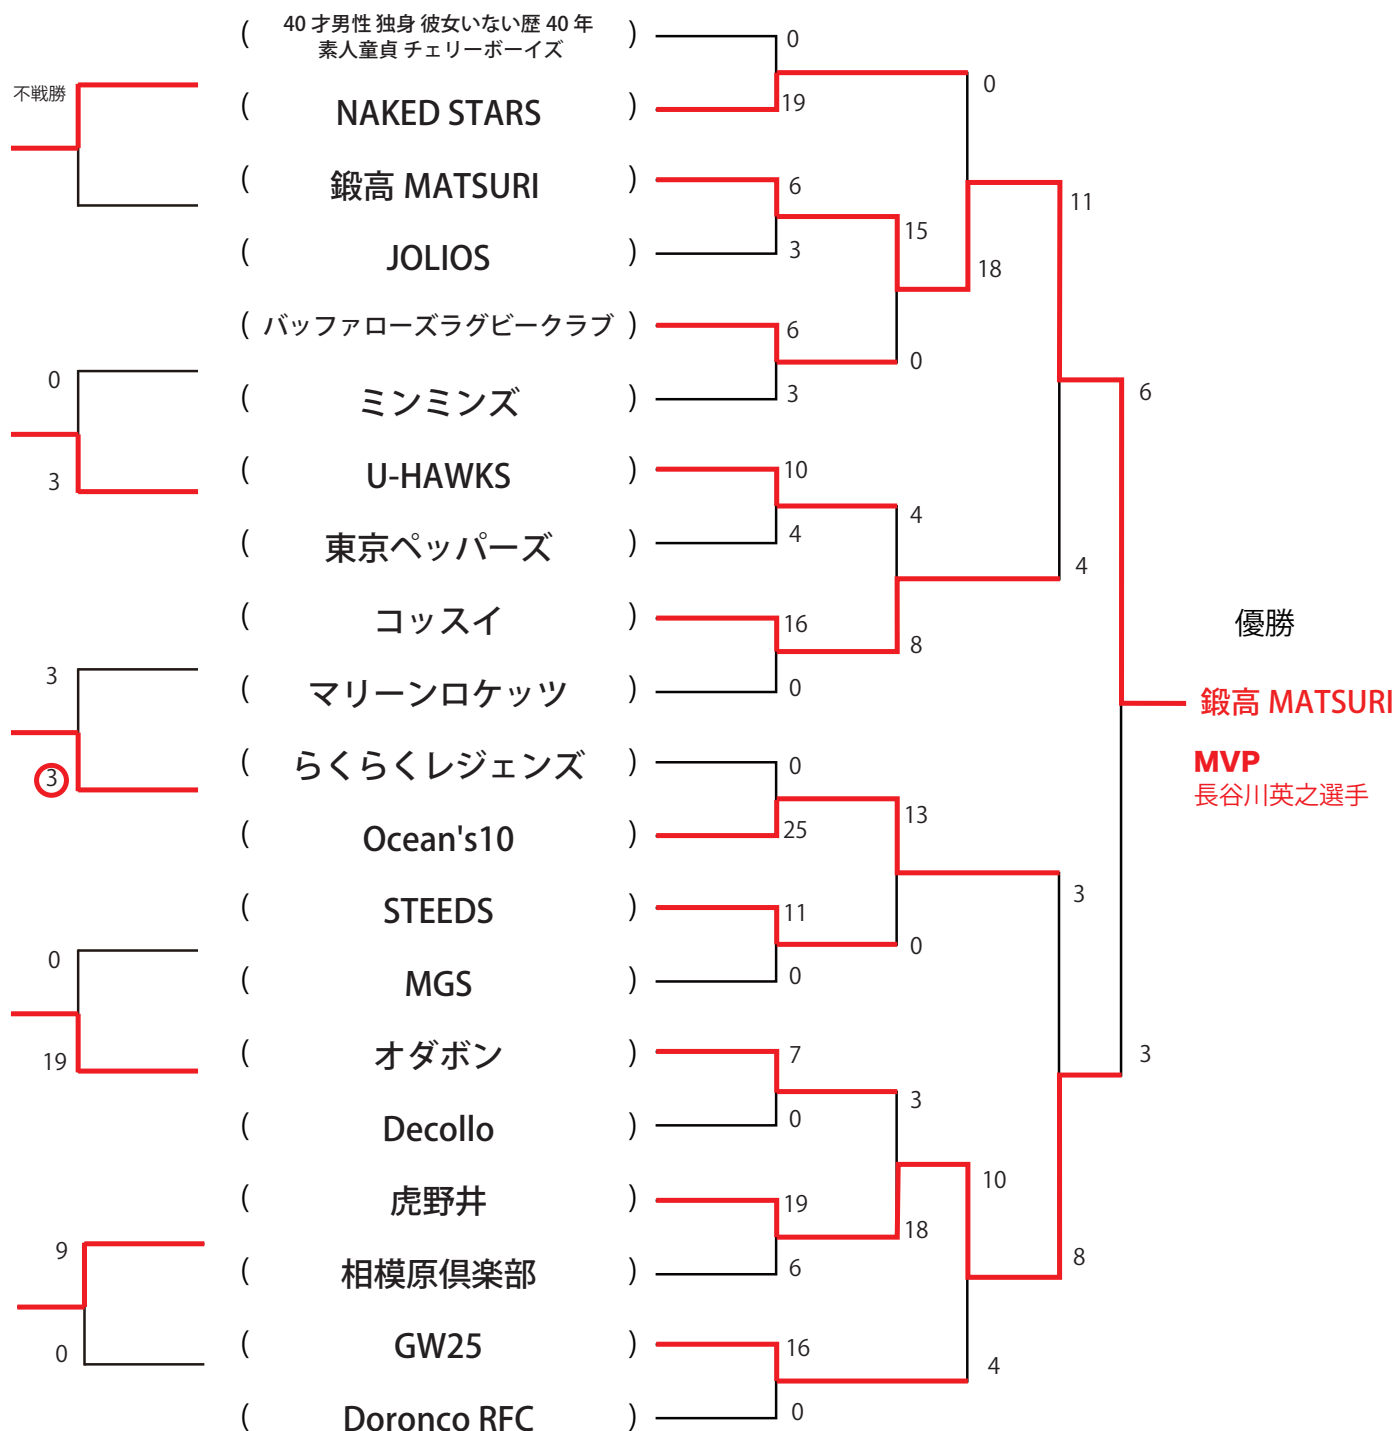 ( 40 才男性 独身 彼女いない歴 40 年
素人童貞 チェリーボーイズ )
0
不戦勝
( NAKED STARS )
19
0
( 鍛高 MATSURI )
6
11
15
( JOLIOS )
3
18
( バッファローズラグビークラブ )
6
0
0
3
6
( ミンミンズ )
3
( U-HAWKS )
10
3
4
( 東京ペッパーズ )
4
4
( コッスイ )
16
優勝
8
3
( マリーンロケッツ )
0
鍛高 MATSURI
( らくらくレジェンズ )
0
MVP
3
長谷川英之選手
13
( Ocean's10 )
25
3
( STEEDS )
11
0
0
( MGS )
0
( オダボン )
7
3
19
3
( Decollo )
0
10
( 虎野井 )
19
18
9
8
( 相模原倶楽部 )
6
( GW25 )
16
0
4
( Doronco RFC )
0